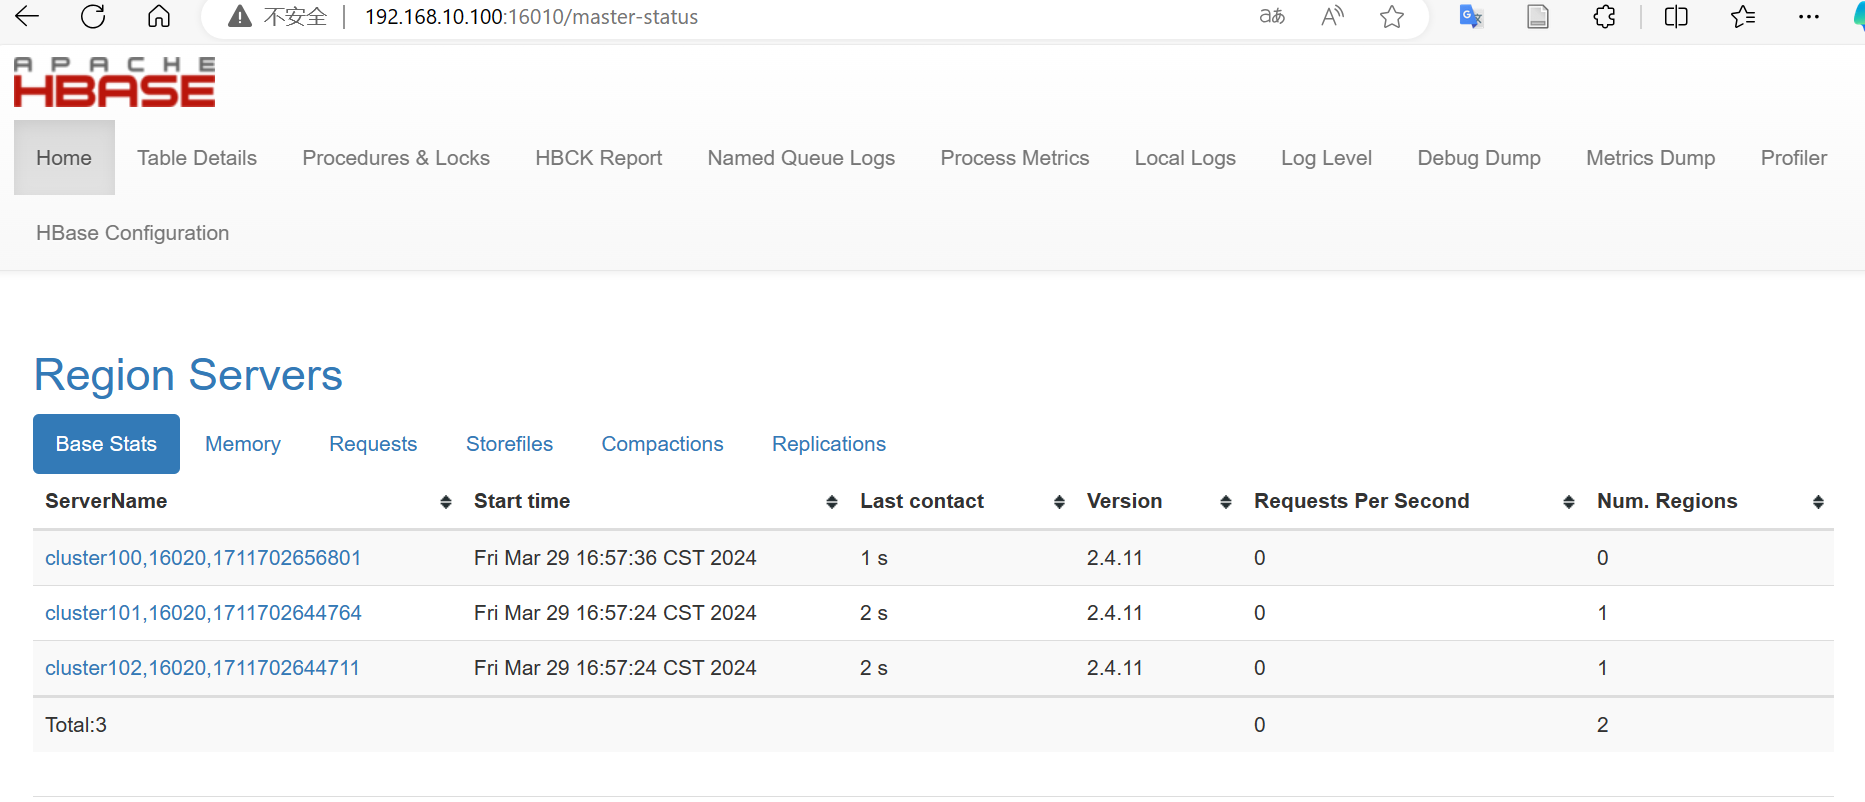 不安全 192.168.10.100:16010/master-status
APACHE
HBASE
Home Table Details Procedures & Locks HBCK Report Named Queue Logs Process Metrics Local Logs Log Level Debug Dump Metrics Dump Profiler
HBase Configuration
Region Servers
Base Stats Memory Requests Storefiles Compactions Replications
ServerName Start time Last contact Version Requests Per Second Num. Regions
cluster100,16020,1711702656801 Fri Mar 29 16:57:36 CST 2024 1 s 2.4.11 0 0
cluster101,16020,1711702644764 Fri Mar 29 16:57:24 CST 2024 2 s 2.4.11 0 1
cluster102,16020,1711702644711 Fri Mar 29 16:57:24 CST 2024 2 s 2.4.11 0 1
Total:3 0 2